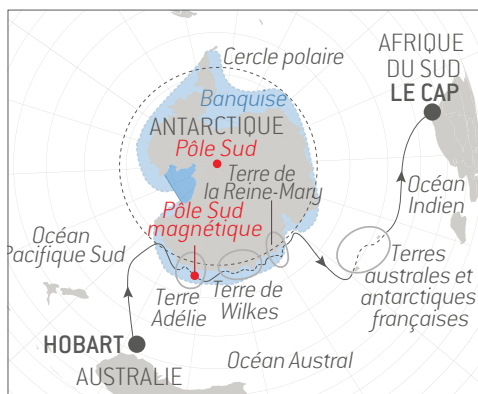 Cercle polaire
AFRIQUE
DU SUD
LE CAP
Banquise
ANTARCTIQUE
Pôle Sud
Terre de
la Reine-Mary
Pôle Sud
magnétique
Océan
Indien
Océan
Pacifique Sud
Terre
Adélie
Terre de
Wilkes
Terres
australes et
antarctiques
françaises
HOBART
AUSTRALIE
Océan Austral